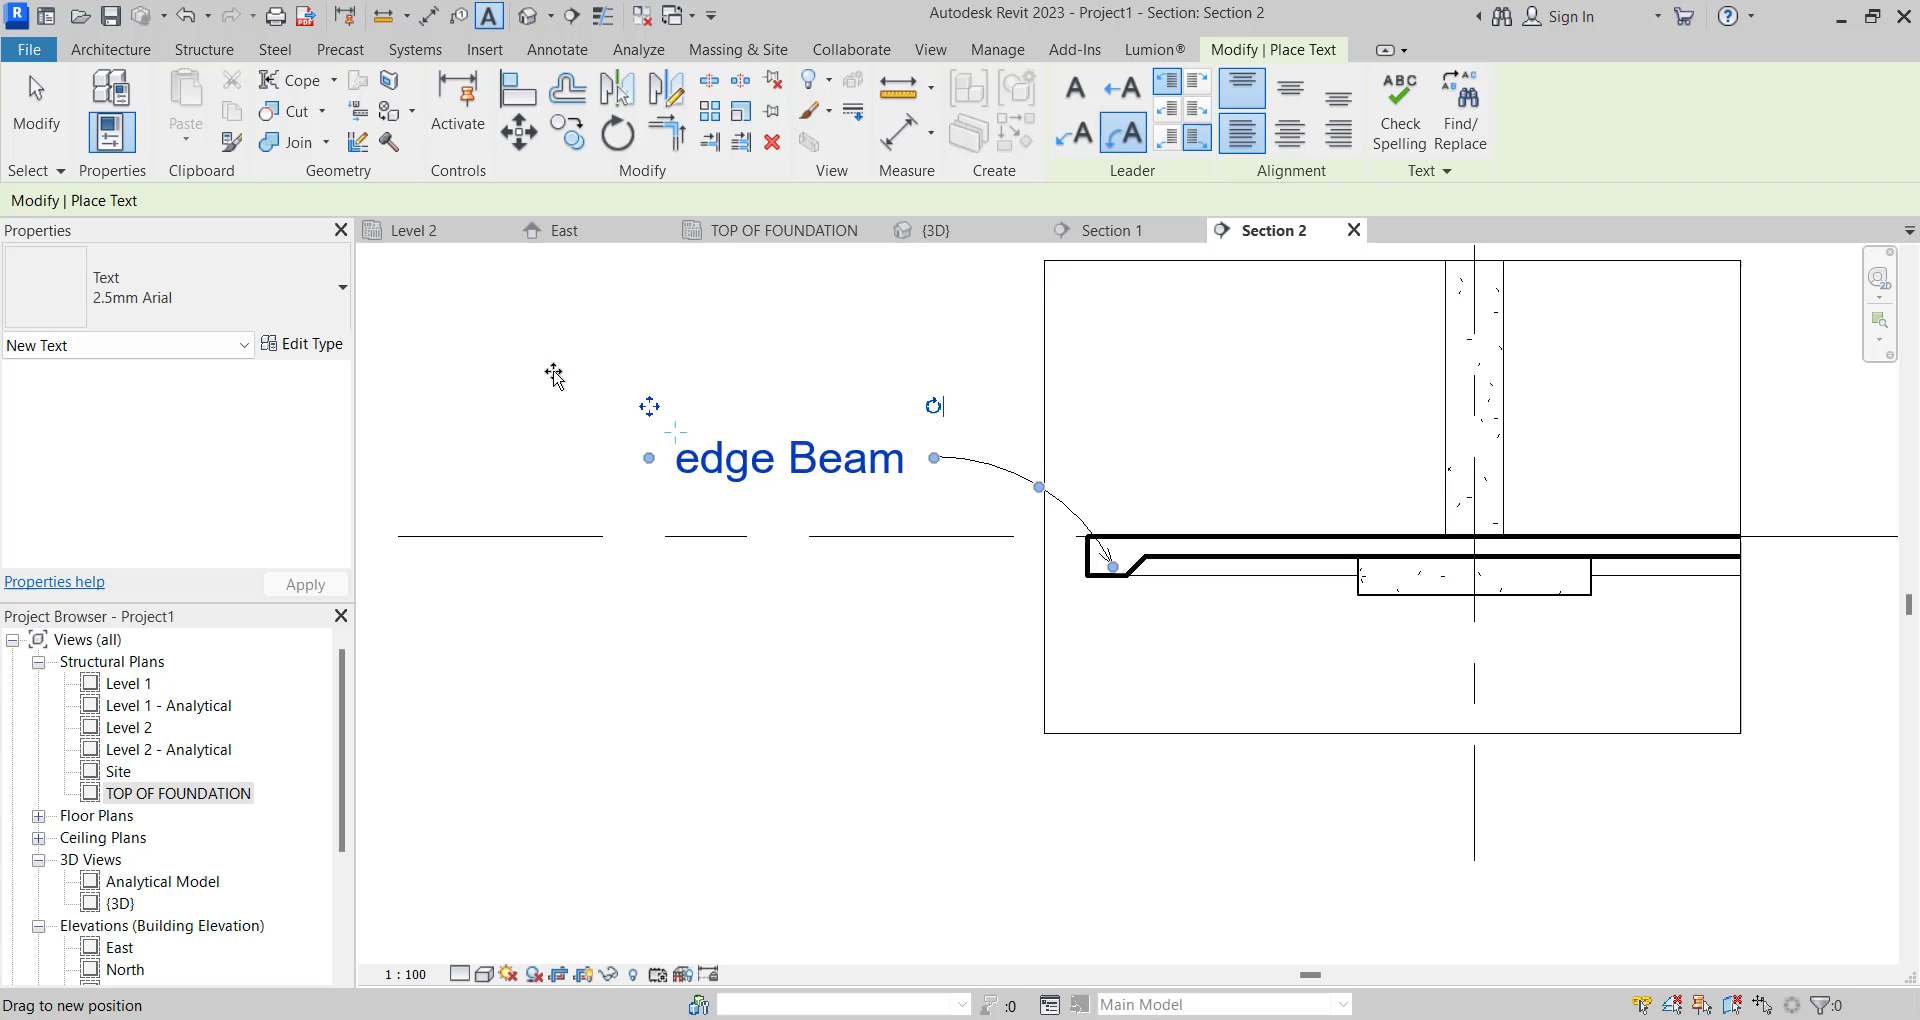 R
Autodesk Revit 2023 - Project1 - Section: Section 2
Sign In
File
Architecture
Structure
Steel
Precast
Systems
Insert
Annotate
Analyze
Massing & Site
Collaborate
View
Manage
Add-Ins
Lumion®
Modify | Place Text
Modify
Paste
Cope
Cut
Join
Activate
ABC
Check
Spelling
Find/
Replace
Select
Properties
Clipboard
Geometry
Controls
Modify
View
Measure
Create
Leader
Alignment
Text
Modify | Place Text
Properties
Level 2
East
TOP OF FOUNDATION
{3D}
Section 1
Section 2
Text
2.5mm Arial
New Text
Edit Type
Properties help
Apply
Project Browser - Project1
Views (all)
Structural Plans
Level 1
Level 1 - Analytical
Level 2
Level 2 - Analytical
Site
TOP OF FOUNDATION
Floor Plans
Ceiling Plans
3D Views
Analytical Model
{3D}
Elevations (Building Elevation)
East
North
edge Beam
2D
1 : 100
Drag to new position
:0
Main Model
:0